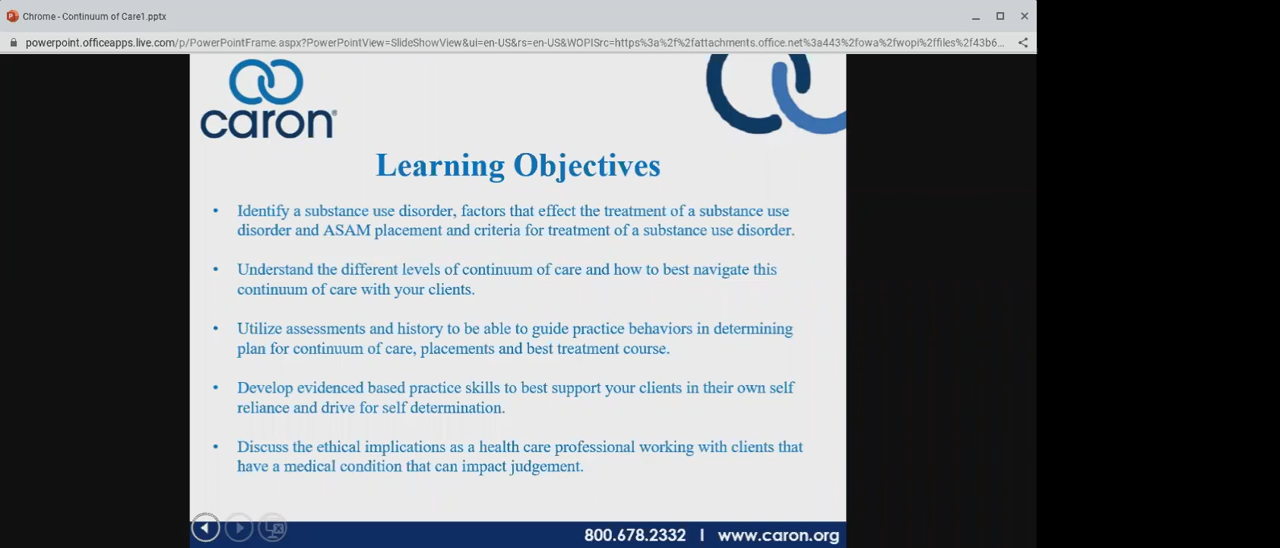 Chrome - Continuum of Care1.pptx
powerpoint.officeapps.live.com/p/PowerPointFrame.aspx?PowerPointView=SlideShowView&ui=en-US&rs=en-US&WOPISrc=https%3a%2f%2fattachments.office.net%3a443%2fowa%2fwopi%2ffiles%2f43b6...
caron®
Learning Objectives
• Identify a substance use disorder, factors that effect the treatment of a substance use
disorder and ASAM placement and criteria for treatment of a substance use disorder.
• Understand the different levels of continuum of care and how to best navigate this
continuum of care with your clients.
• Utilize assessments and history to be able to guide practice behaviors in determining
plan for continuum of care, placements and best treatment course.
• Develop evidenced based practice skills to best support your clients in their own self
reliance and drive for self determination.
• Discuss the ethical implications as a health care professional working with clients that
have a medical condition that can impact judgement.
800.678.2332 | www.caron.org